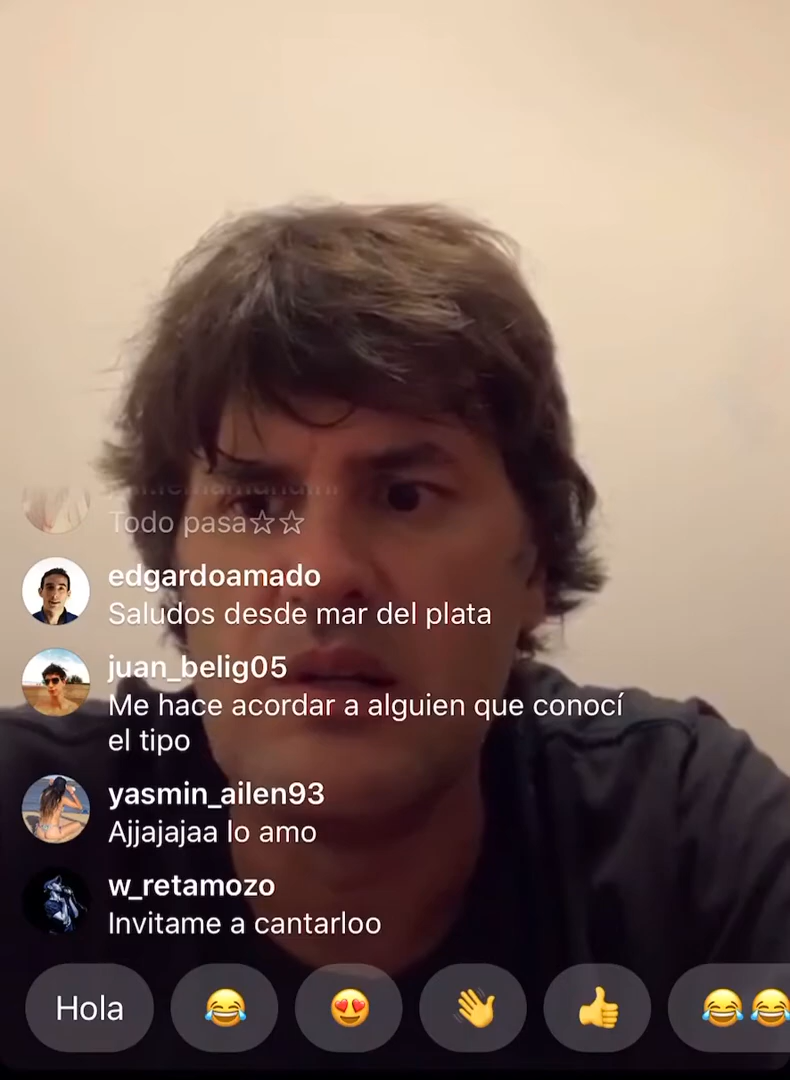 Todo pasa☆☆
edgardoamado
Saludos desde mar del plata
juan_belig05
Me hace acordar a alguien que conocí
el tipo
yasmin_ailen93
Ajjajajaa lo amo
w_retamozo
Invitame a cantarloo
Hola